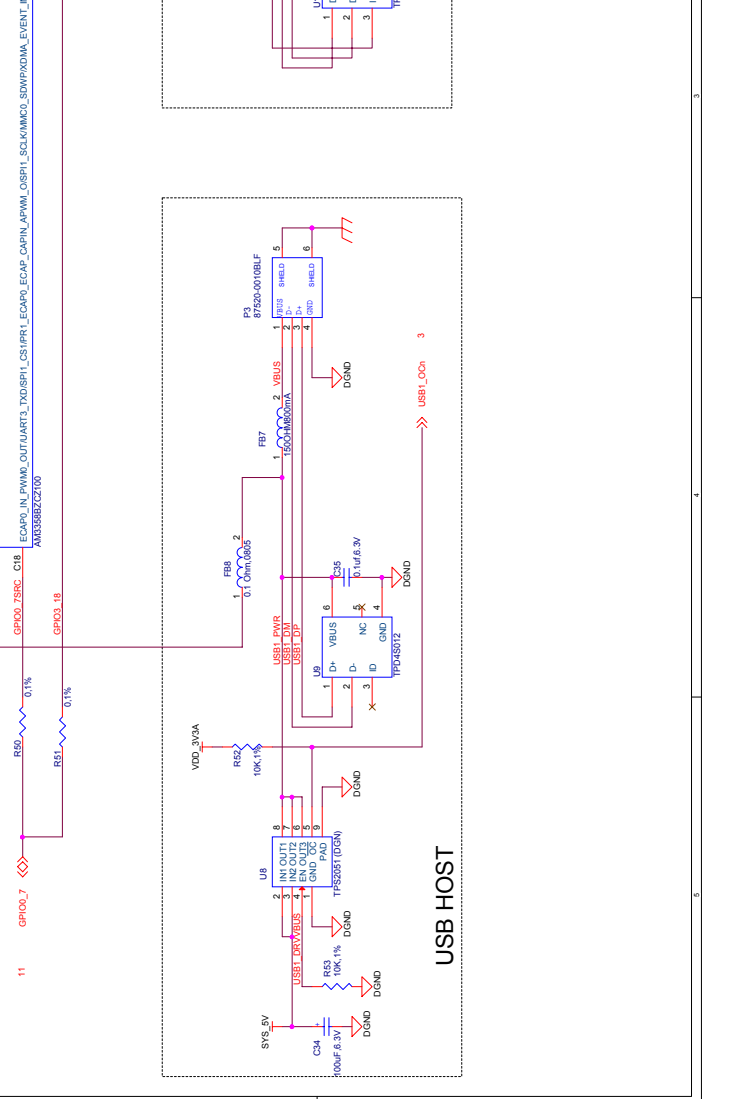 ECAP0_IN_PWM0_OUT/UART3_TXD/SPI1_CS1/PR1_ECAP0_ECAP_CAPIN_APWM_O/SPI1_SCLK/MMC0_SDWP/XDMA_EVENT_I
AM3358BZCZ100
C18
GPIO0_7SRC
GPIO3_18
R50
0,1%
R51
0,1%
GPIO0_7
11
1
2
3
3
4
5
P3
87520-0010BLF
5
6
SHIELD
SHIELD
VBUS
D-
D+
GND
1
2
3
4
VBUS
DGND
FB7
150OHM800mA
1
2
FB8
0.1 Ohm,0805
1
2
USB1_OCn
3
C35
0.1uf,6.3V
DGND
USB1_PWR
USB1_DM
USB1_DP
U9
TPD4S012
6
5
4
VBUS
NC
GND
D+
D-
ID
1
2
3
VDD_3V3A
R52
10K,1%
DGND
U8
TPS2051 (DGN)
8
7
6
5
9
IN1 OUT1
IN2 OUT2
EN OUT3
GND OC
PAD
2
3
4
1
DGND
USB1_DRVVBUS
R53
10K,1%
DGND
SYS_5V
C34
+
100uF,6.3V
DGND
USB HOST